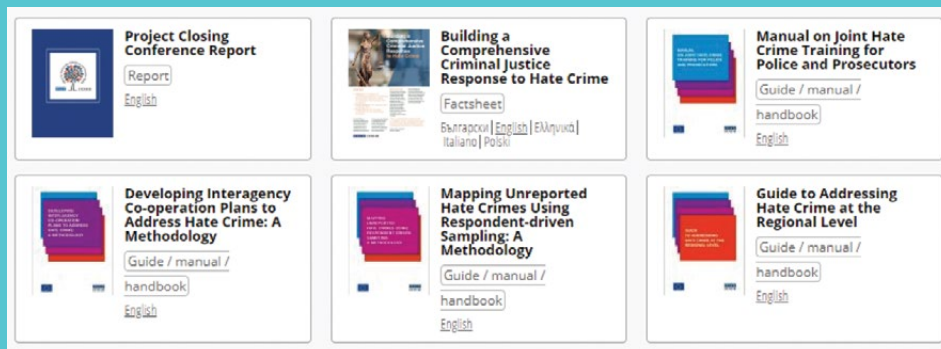 Project Closing
Conference Report
Report
English
Building a
Comprehensive
Criminal Justice
Response to Hate Crime
Factsheet
Български| English | Ελληνικά|
Italiano| Polski
Manual on Joint Hate
Crime Training for
Police and Prosecutors
Guide / manual /
handbook
English
Developing Interagency
Co-operation Plans to
Address Hate Crime: A
Methodology
Guide / manual /
handbook
English
Mapping Unreported
Hate Crimes Using
Respondent-driven
Sampling: A
Methodology
Guide / manual /
handbook
English
Guide to Addressing
Hate Crime at the
Regional Level
Guide / manual /
handbook
English